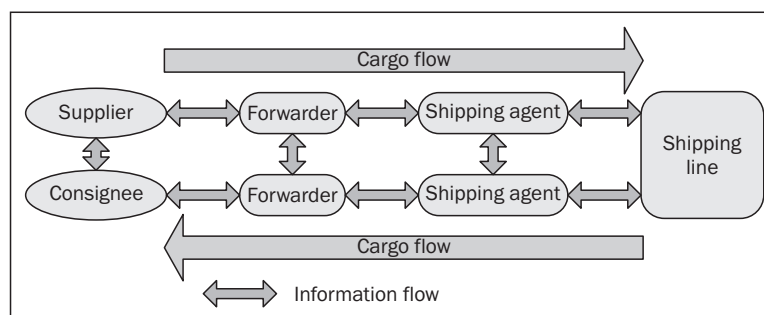 Cargo flow
Supplier
Forwarder
Shipping agent
Shipping
line
Consignee
Forwarder
Shipping agent
Cargo flow
Information flow